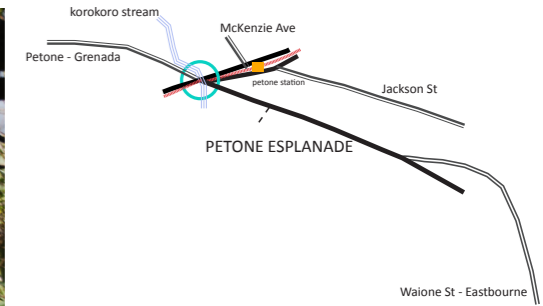 korokoro stream
McKenzie Ave
Petone - Grenada
petone station
Jackson St
PETONE ESPLANADE
Waione St - Eastbourne